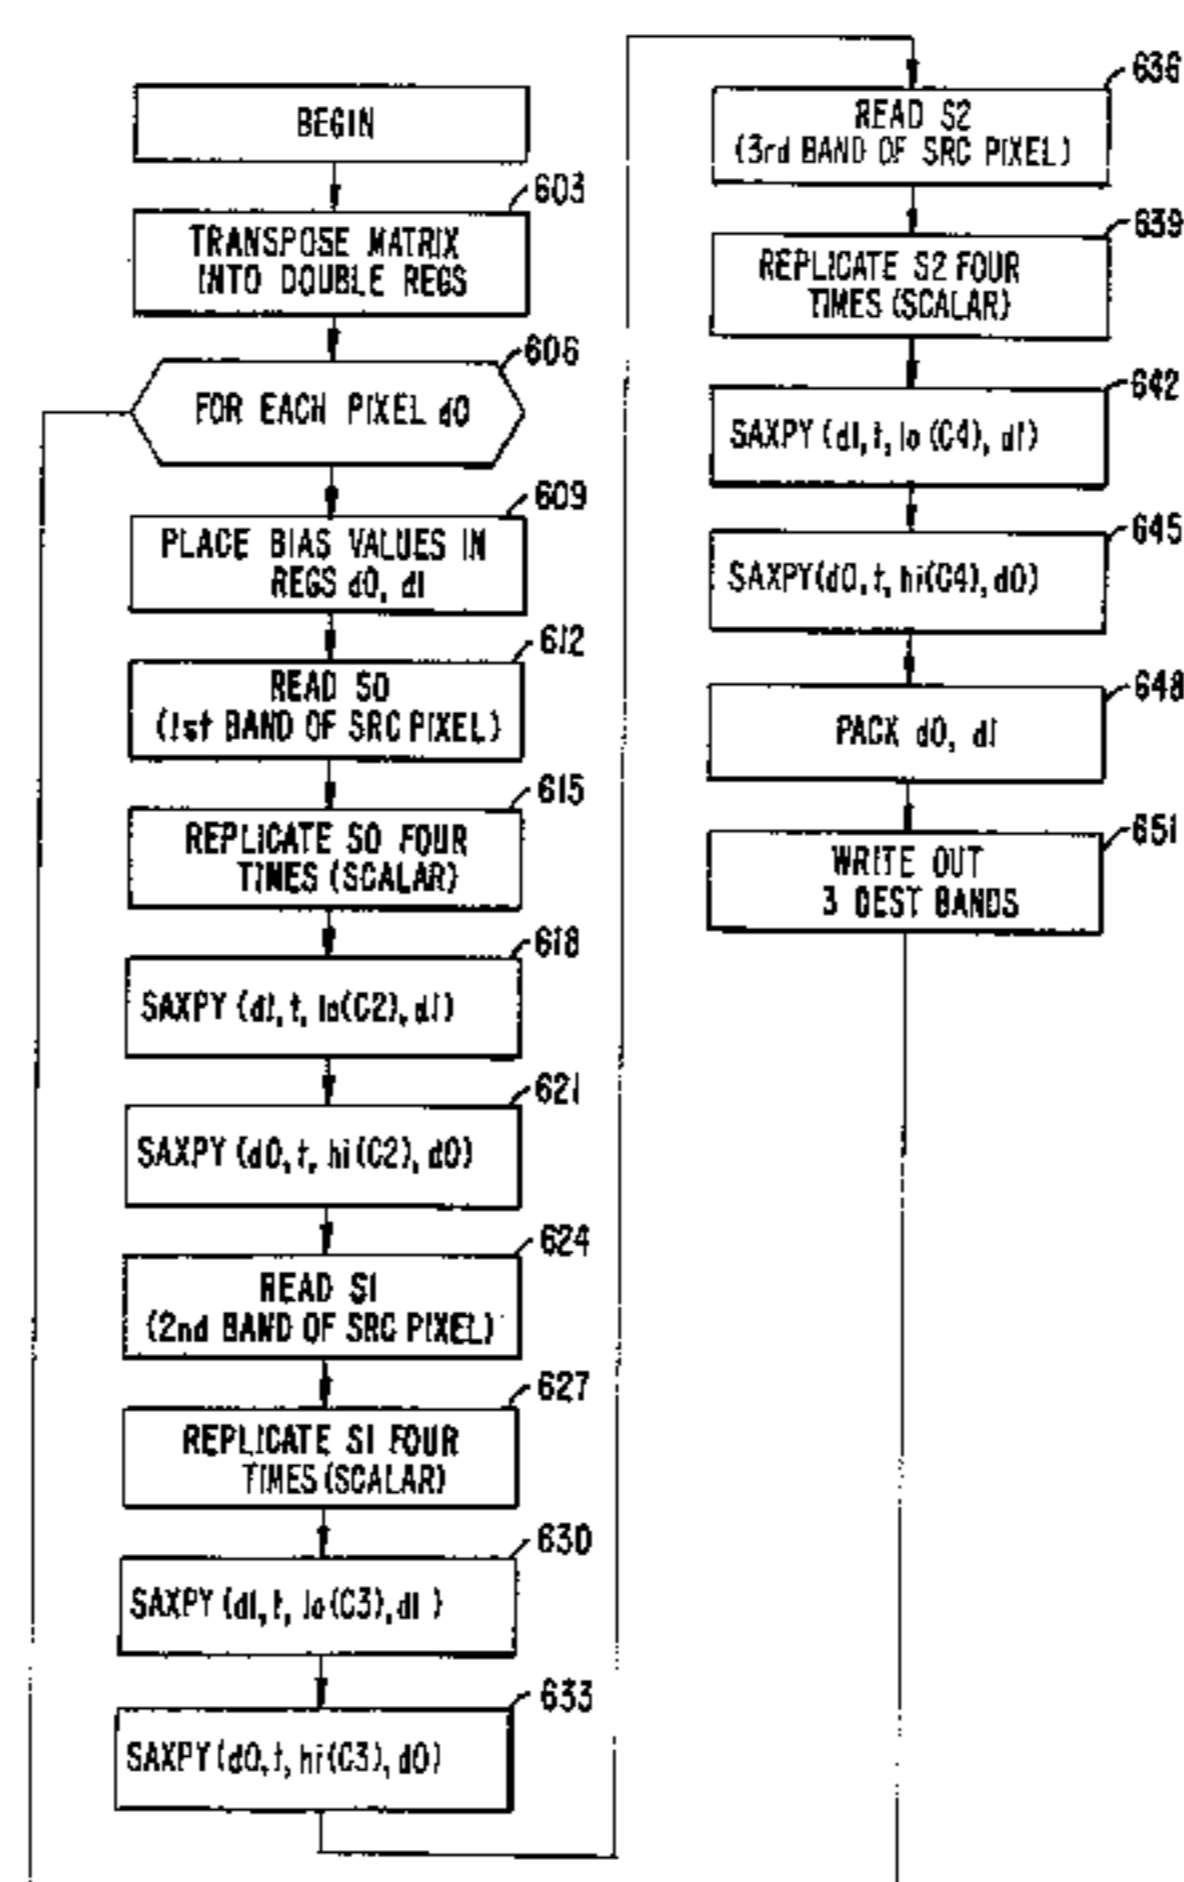 BEGIN
603
TRANSPOSE MATRIX
INTO DOUBLE REGS
606
FOR EACH PIXEL d0
609
PLACE BIAS VALUES IN
REGS d0, d1
612
READ S0
(1st BAND OF SRC PIXEL)
615
REPLICATE S0 FOUR
TIMES (SCALAR)
618
SAXPY (d1, t, lo(C2), d1)
621
SAXPY (d0, t, hi(C2), d0)
624
READ S1
(2nd BAND OF SRC PIXEL)
627
REPLICATE S1 FOUR
TIMES (SCALAR)
630
SAXPY (d1, t, lo(C3), d1)
633
SAXPY (d0, t, hi(C3), d0)
636
READ S2
(3rd BAND OF SRC PIXEL)
639
REPLICATE S2 FOUR
TIMES (SCALAR)
642
SAXPY (d1, t, lo (C4), d1)
645
SAXPY(d0, t, hi(C4), d0)
648
PACK d0, d1
651
WRITE OUT
3 DEST BANDS